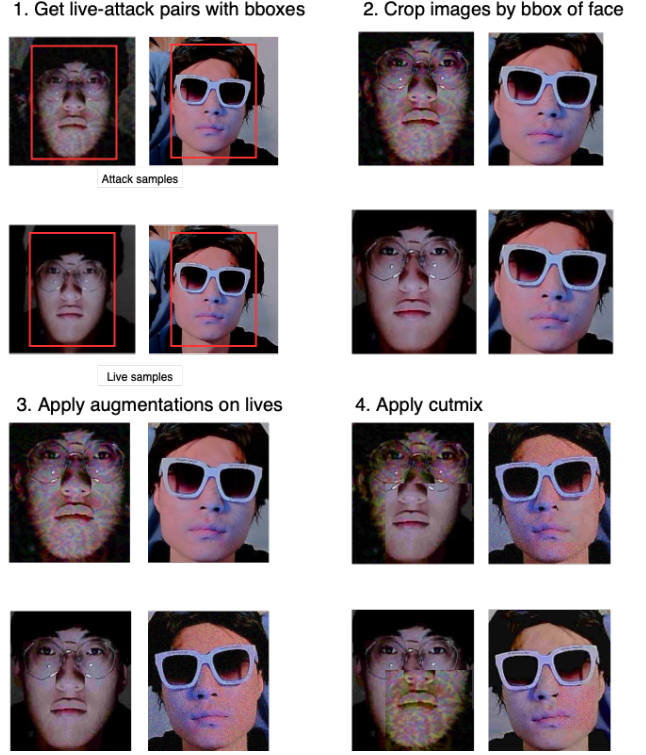 1. Get live-attack pairs with bboxes
2. Crop images by bbox of face
Attack samples
Live samples
3. Apply augmentations on lives
4. Apply cutmix